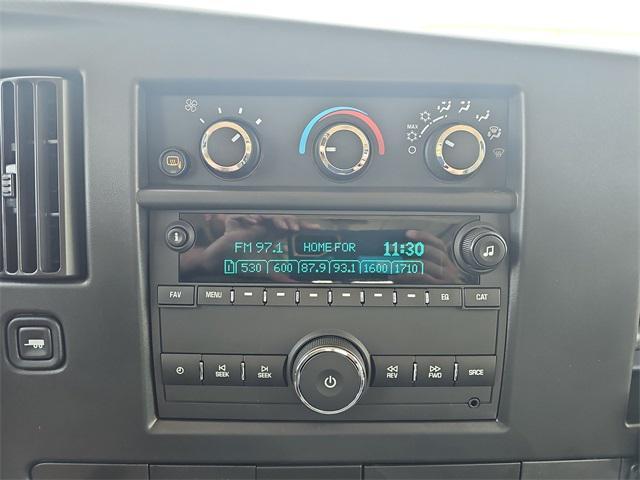 MAX
FM 97.1 HOME FOR 11:30
1 530 600 87.9 93.1 1600 1710
FAV MENU EQ CAT
SEEK SEEK REV FWD SRCE